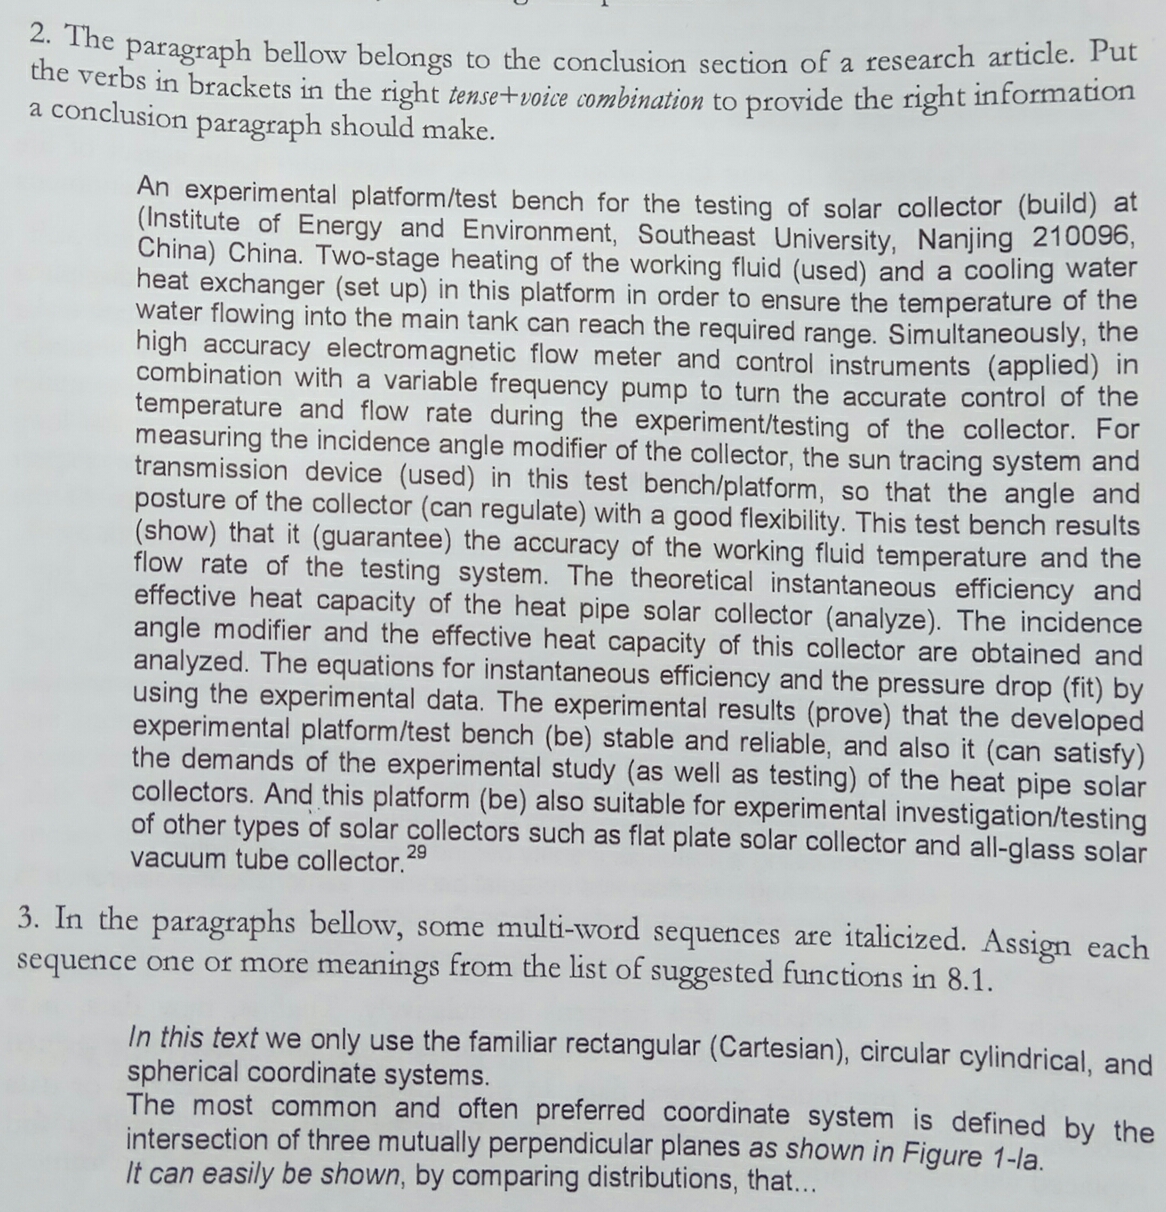 2. The paragraph bellow belongs to the conclusion section of a research article. Put
the verbs in brackets in the right tense+voice combination to provide the right information
a conclusion paragraph should make.
An experimental platform/test bench for the testing of solar collector (build) at
(Institute of Energy and Environment, Southeast University, Nanjing 210096,
China) China. Two-stage heating of the working fluid (used) and a cooling water
heat exchanger (set up) in this platform in order to ensure the temperature of the
water flowing into the main tank can reach the required range. Simultaneously, the
high accuracy electromagnetic flow meter and control instruments (applied) in
combination with a variable frequency pump to turn the accurate control of the
temperature and flow rate during the experiment/testing of the collector. For
measuring the incidence angle modifier of the collector, the sun tracing system and
transmission device (used) in this test bench/platform, so that the angle and
posture of the collector (can regulate) with a good flexibility. This test bench results
(show) that it (guarantee) the accuracy of the working fluid temperature and the
flow rate of the testing system. The theoretical instantaneous efficiency and
effective heat capacity of the heat pipe solar collector (analyze). The incidence
angle modifier and the effective heat capacity of this collector are obtained and
analyzed. The equations for instantaneous efficiency and the pressure drop (fit) by
using the experimental data. The experimental results (prove) that the developed
experimental platform/test bench (be) stable and reliable, and also it (can satisfy)
the demands of the experimental study (as well as testing) of the heat pipe solar
collectors. And this platform (be) also suitable for experimental investigation/testing
of other types of solar collectors such as flat plate solar collector and all-glass solar
vacuum tube collector.29
3. In the paragraphs bellow, some multi-word sequences are italicized. Assign each
sequence one or more meanings from the list of suggested functions in 8.1.
In this text we only use the familiar rectangular (Cartesian), circular cylindrical, and
spherical coordinate systems.
The most common and often preferred coordinate system is defined by the
intersection of three mutually perpendicular planes as shown in Figure 1-la.
It can easily be shown, by comparing distributions, that...